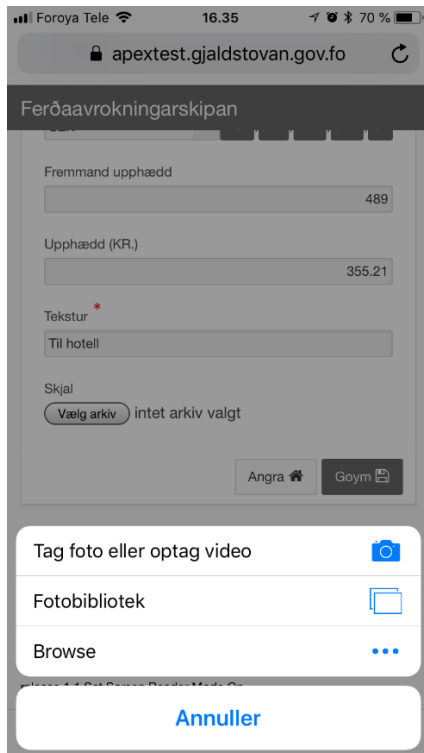 Foroya Tele 16.35 70 %
apextest.gjaldstovan.gov.fo
Ferðaavrokningarskipan
Fremmand upphædd
489
Upphædd (KR.)
355.21
Tekstur *
Til hotell
Skjal
Vælg arkiv intet arkiv valgt
Angra Goym
Tag foto eller optag video
Fotobibliotek
Browse
Annuller